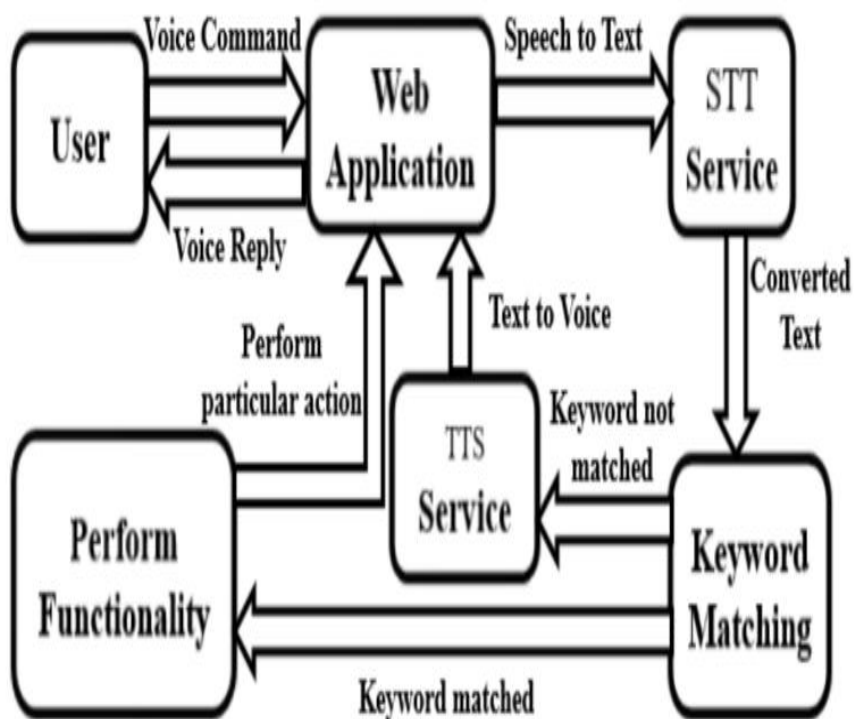 Voice Command
Speech to Text
User
Web
Application
STT
Service
Voice Reply
Converted
Text
Text to Voice
Perform
particular action
Keyword not
matched
TTS
Service
Perform
Functionality
Keyword
Matching
Keyword matched